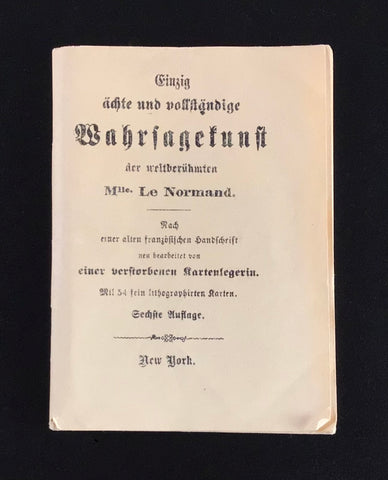 Einzig
ächte und vollständige
Wahrsagekunst
der weltberühmten
Mlle. Le Normand.
Nach
einer alten französischen Handschrift
neu bearbeitet von
einer verstorbenen Kartenlegerin.
Mit 54 fein lithographirten Karten.
Sechste Auflage.
New York.